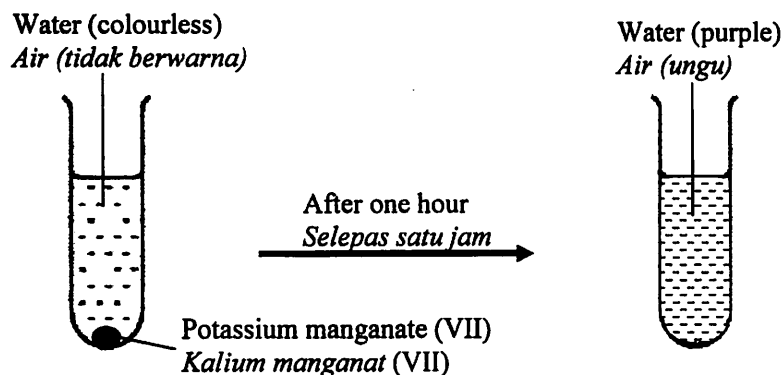 Water (colourless)
Air (tidak berwarna)
Water (purple)
Air (ungu)
After one hour
Selepas satu jam
Potassium manganate (VII)
Kalium manganat (VII)